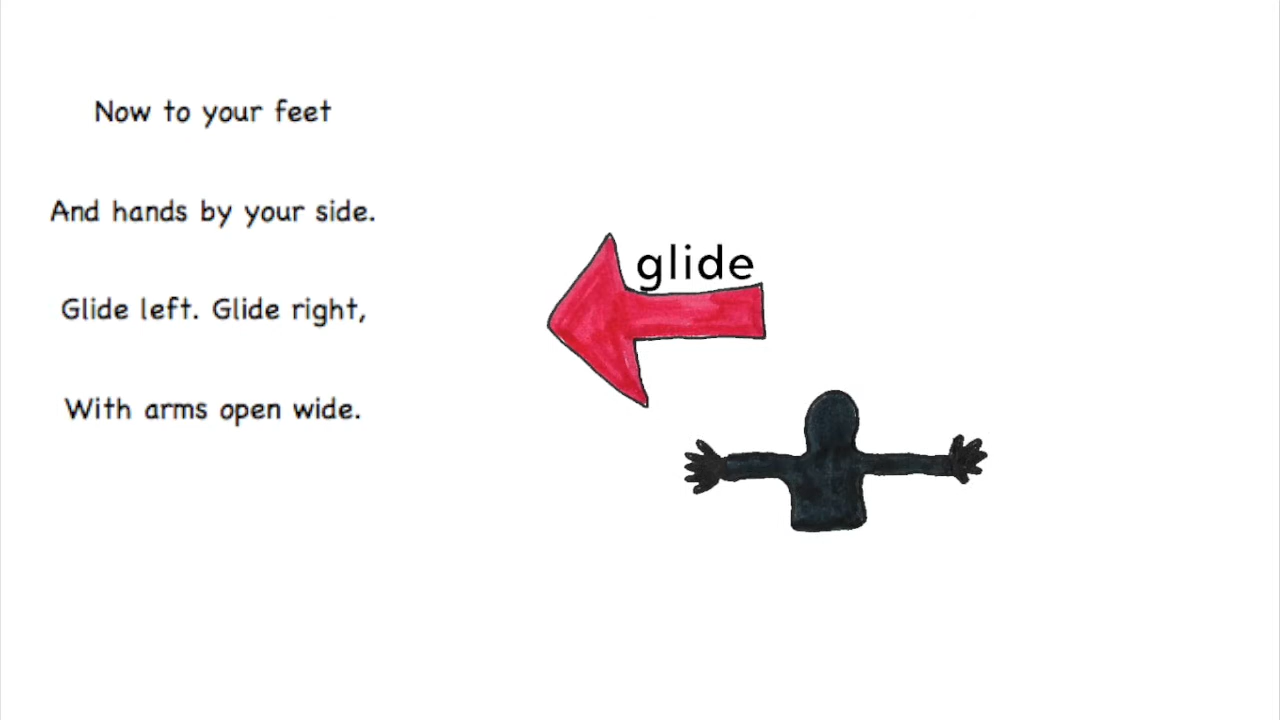 Now to your feet
And hands by your side.
Glide left. Glide right,
With arms open wide.
glide